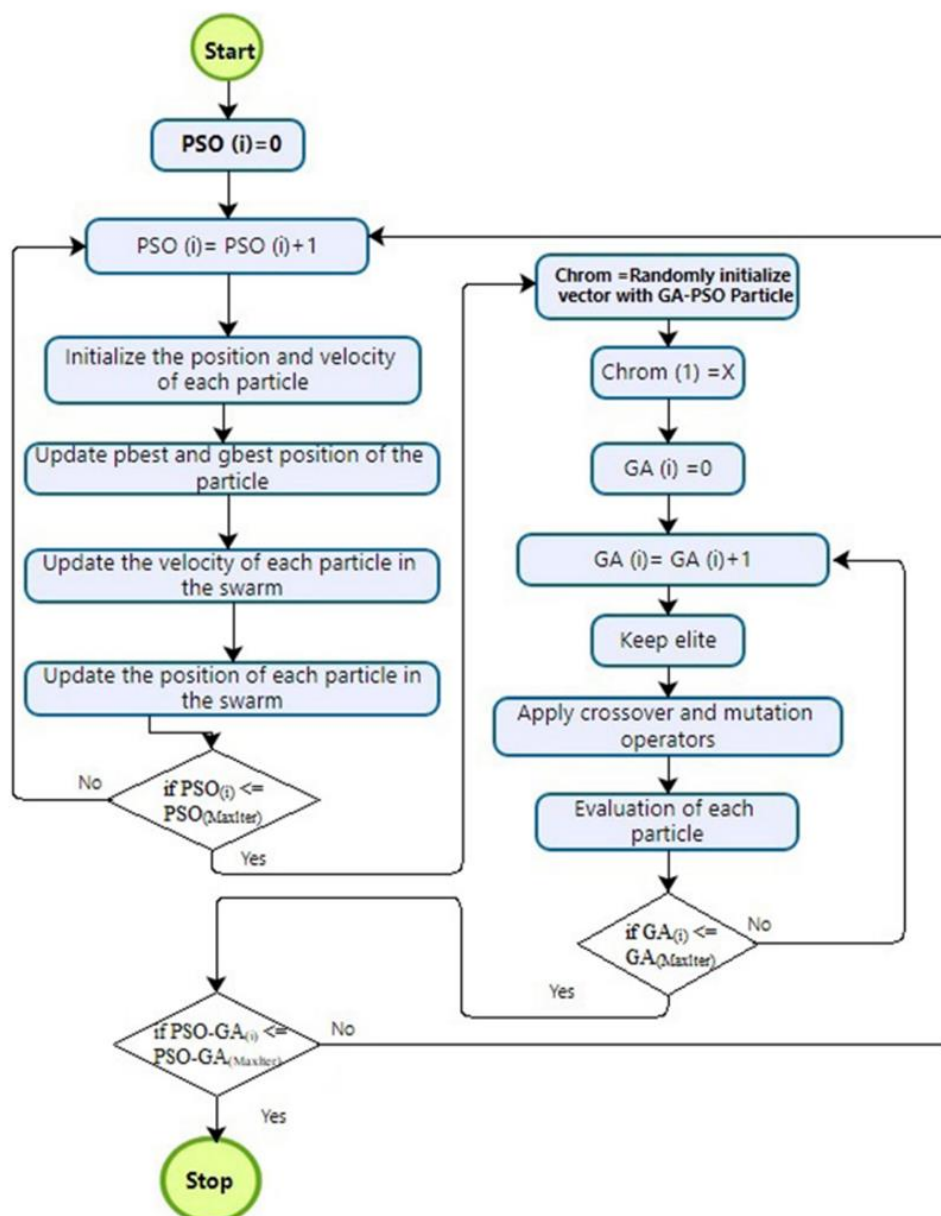 Start
PSO (i)=0
PSO (i)= PSO (i)+1
Initialize the position and velocity
of each particle
Update pbest and gbest position of the
particle
Update the velocity of each particle in
the swarm
Update the position of each particle in
the swarm
No
if PSO(i) <=
PSO(MaxIter)
Yes
Chrom =Randomly initialize
vector with GA-PSO Particle
Chrom (1) =X
GA (i) =0
GA (i)= GA (i)+1
Keep elite
Apply crossover and mutation
operators
Evaluation of each
particle
if GA(i) <=
GA(MaxIter)
No
Yes
if PSO-GA(i) <=
PSO-GA(MaxIter)
No
Yes
Stop